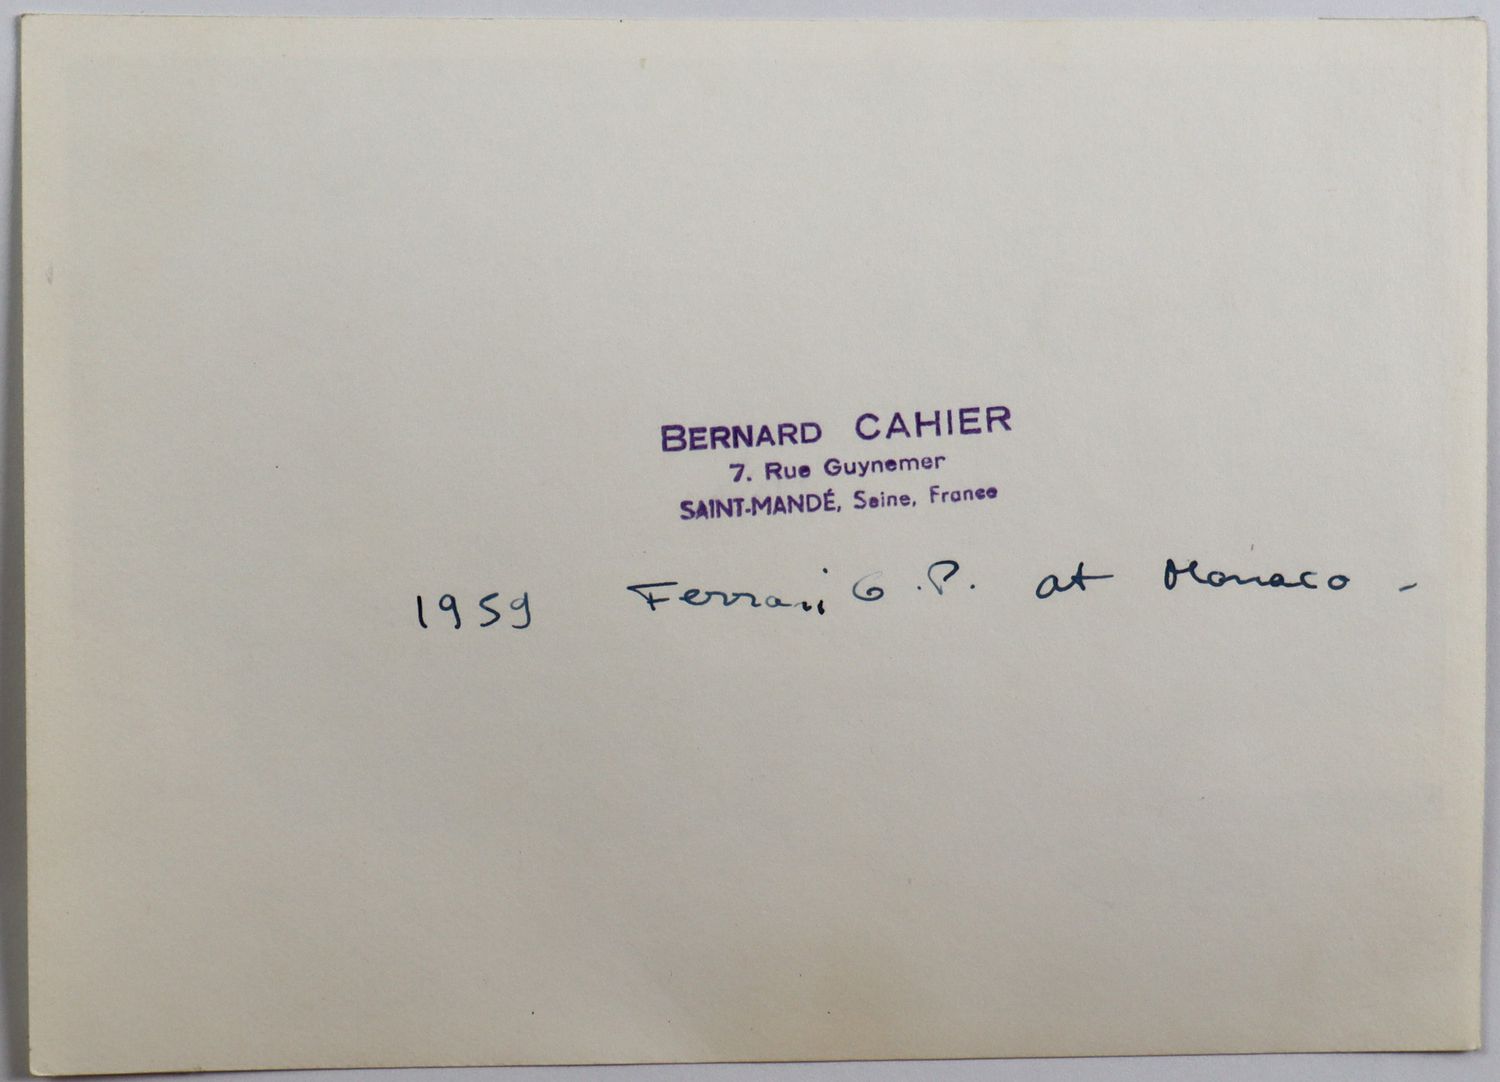 BERNARD CAHIER
7. Rue Guynemer
SAINT-MANDÉ, Seine, France
1959 Ferrari G.P. at Monaco -